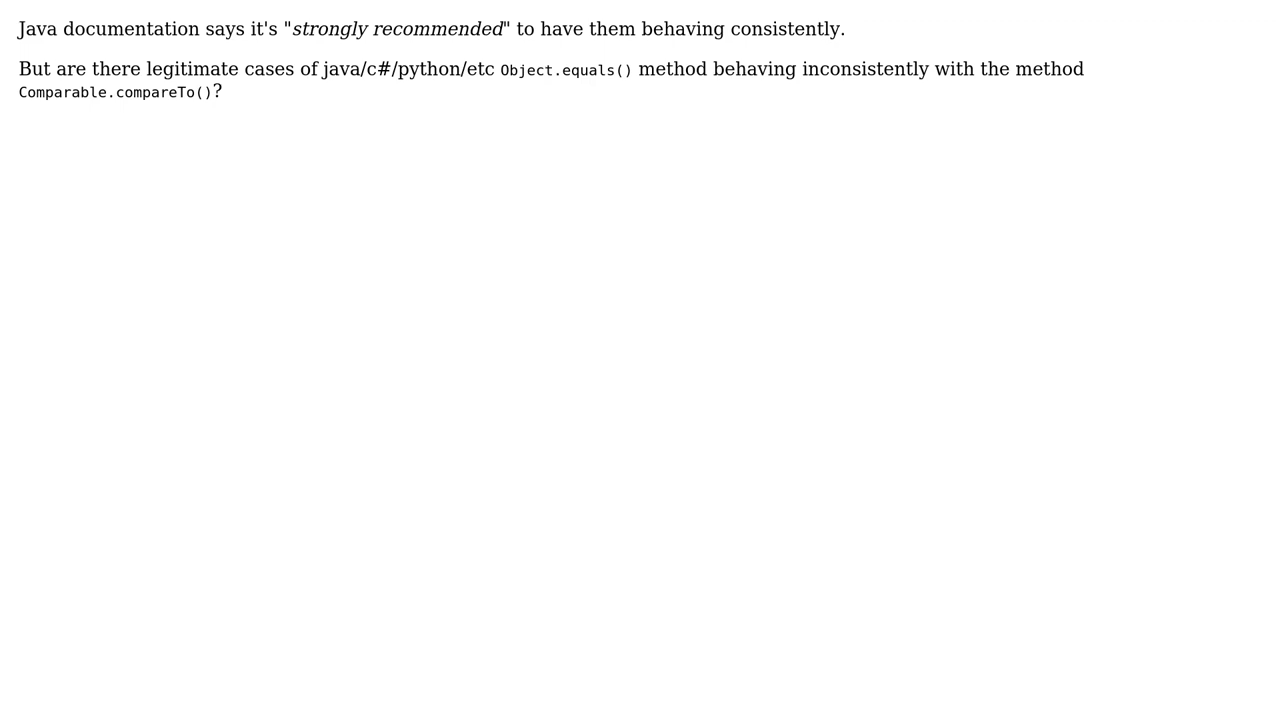 Java documentation says it's "strongly recommended" to have them behaving consistently.
But are there legitimate cases of java/c#/python/etc Object.equals() method behaving inconsistently with the method
Comparable.compareTo()?